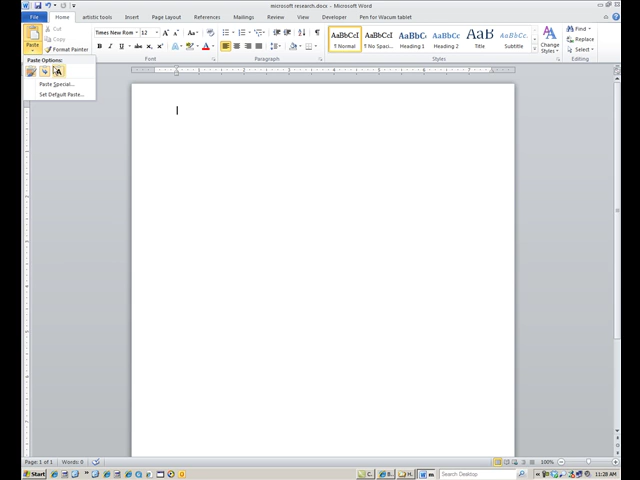 microsoft research.docx - Microsoft Word
File Home artistic tools Insert Page Layout References Mailings Review View Developer Pen for Wacom tablet
Paste
Cut
Copy
Format Painter
Times New Rom 12
B I U abc
Font
Paragraph
AaBbCcI AaBbCcI AaBbC AaBbCc AaB AaBbCc
¶ Normal ¶ No Spaci... Heading 1 Heading 2 Title Subtitle
Styles
Change Styles
Find
Replace
Select
Editing
Paste Options:
A
Paste Special...
Set Default Paste...
Page: 1 of 1 Words: 0
100%
Start
Search Desktop
11:28 AM